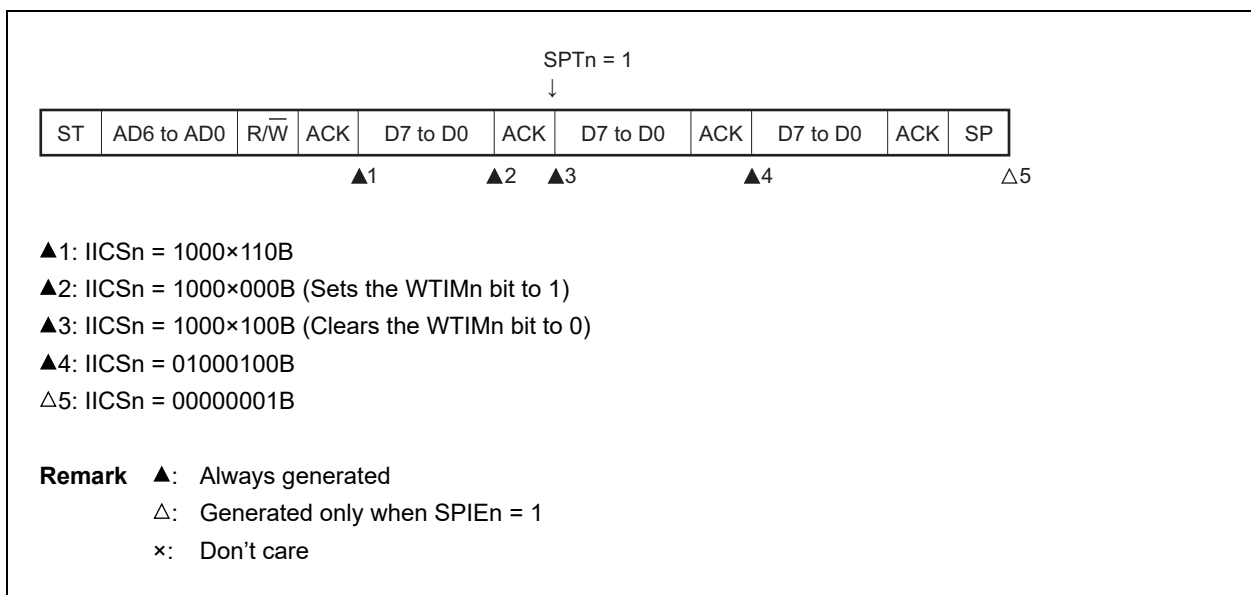 SPTn = 1
↓
ST AD6 to AD0 R/W̅ ACK D7 to D0 ACK D7 to D0 ACK D7 to D0 ACK SP
▲1 ▲2 ▲3 ▲4 △5
▲1: IICSn = 1000×110B
▲2: IICSn = 1000×000B (Sets the WTIMn bit to 1)
▲3: IICSn = 1000×100B (Clears the WTIMn bit to 0)
▲4: IICSn = 01000100B
△5: IICSn = 00000001B
Remark ▲: Always generated
△: Generated only when SPIEn = 1
×: Don’t care